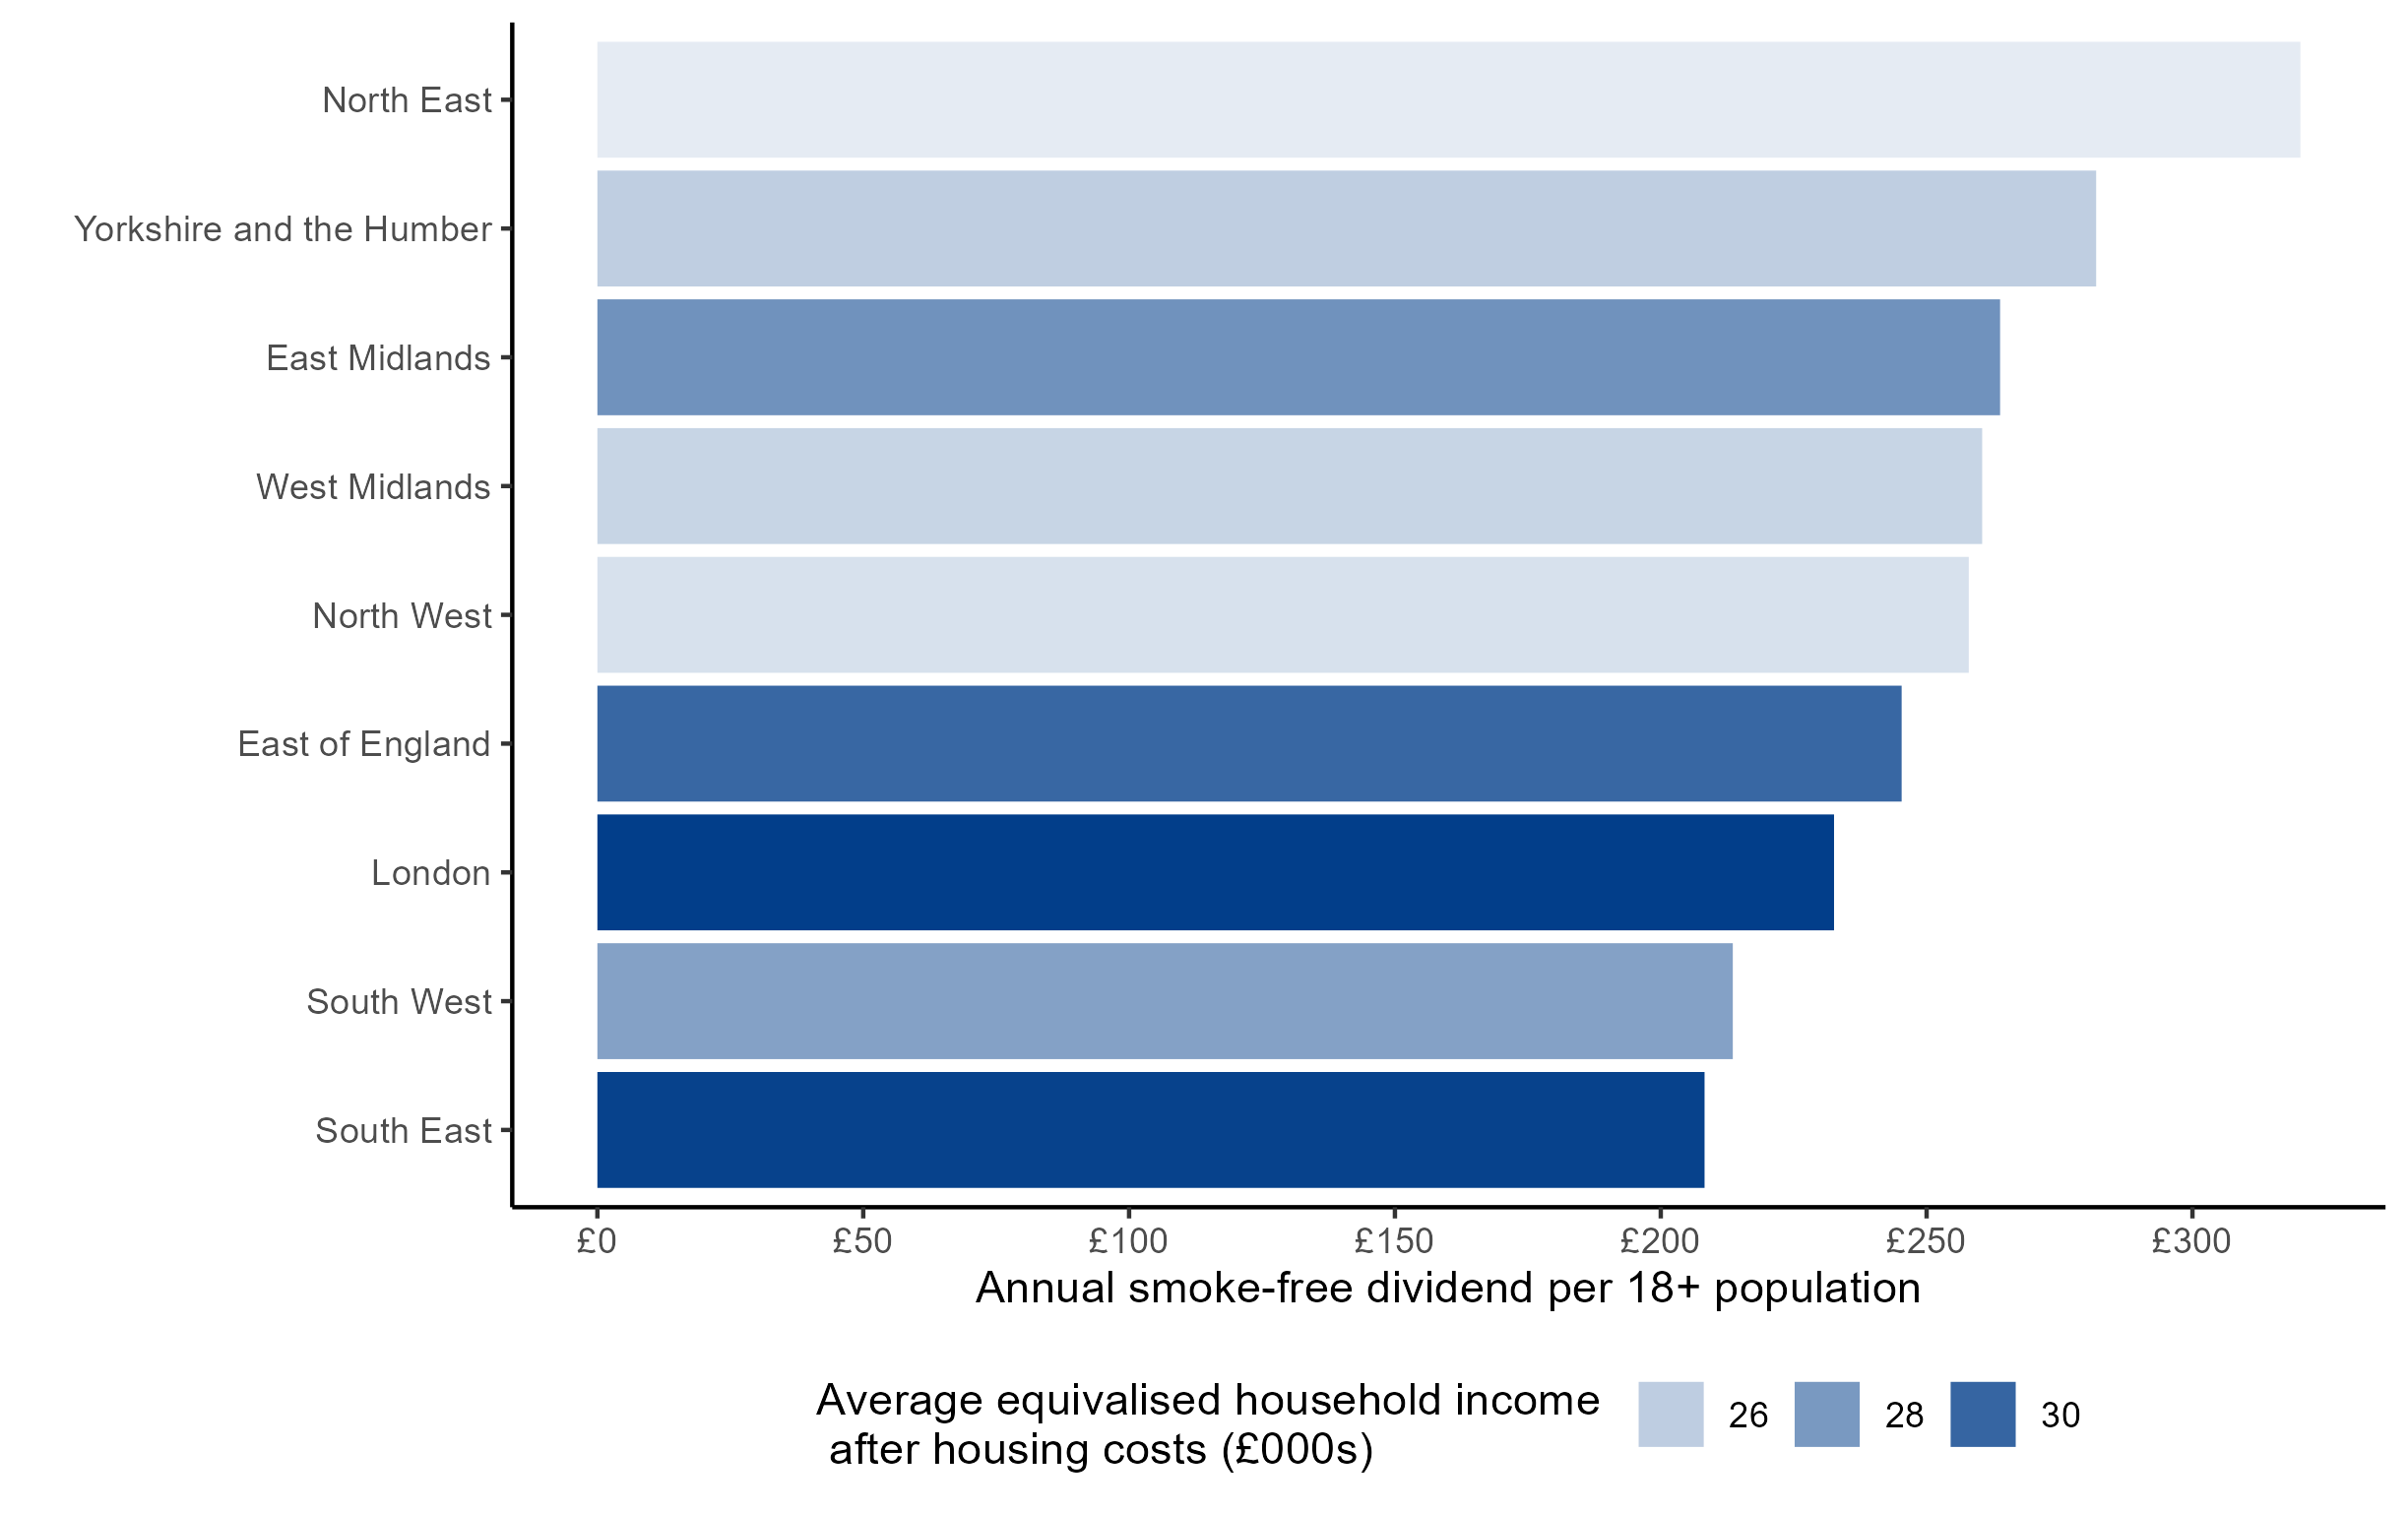 North East
Yorkshire and the Humber
East Midlands
West Midlands
North West
East of England
London
South West
South East
£0 £50 £100 £150 £200 £250 £300
Annual smoke-free dividend per 18+ population
Average equivalised household income
after housing costs (£000s)
26 28 30